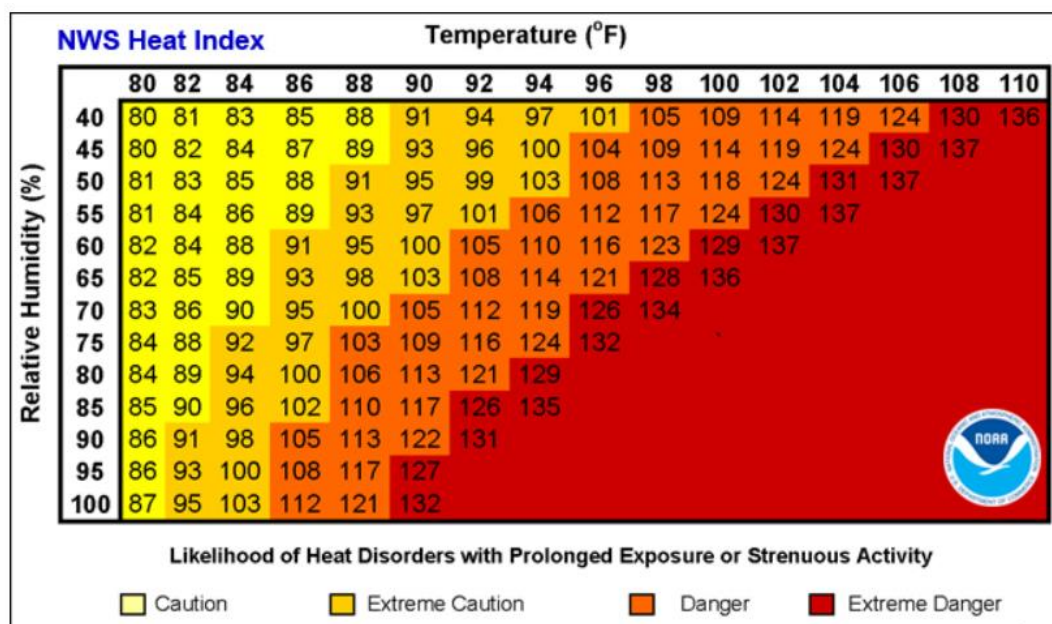 NWS Heat Index Temperature (°F)
80 82 84 86 88 90 92 94 96 98 100 102 104 106 108 110
40 80 81 83 85 88 91 94 97 101 105 109 114 119 124 130 136
45 80 82 84 87 89 93 96 100 104 109 114 119 124 130 137
50 81 83 85 88 91 95 99 103 108 113 118 124 131 137
55 81 84 86 89 93 97 101 106 112 117 124 130 137
60 82 84 88 91 95 100 105 110 116 123 129 137
65 82 85 89 93 98 103 108 114 121 128 136
70 83 86 90 95 100 105 112 119 126 134
75 84 88 92 97 103 109 116 124 132
80 84 89 94 100 106 113 121 129
85 85 90 96 102 110 117 126 135
90 86 91 98 105 113 122 131
95 86 93 100 108 117 127
100 87 95 103 112 121 132
Relative Humidity (%)
NOAA
Likelihood of Heat Disorders with Prolonged Exposure or Strenuous Activity
Caution Extreme Caution Danger Extreme Danger